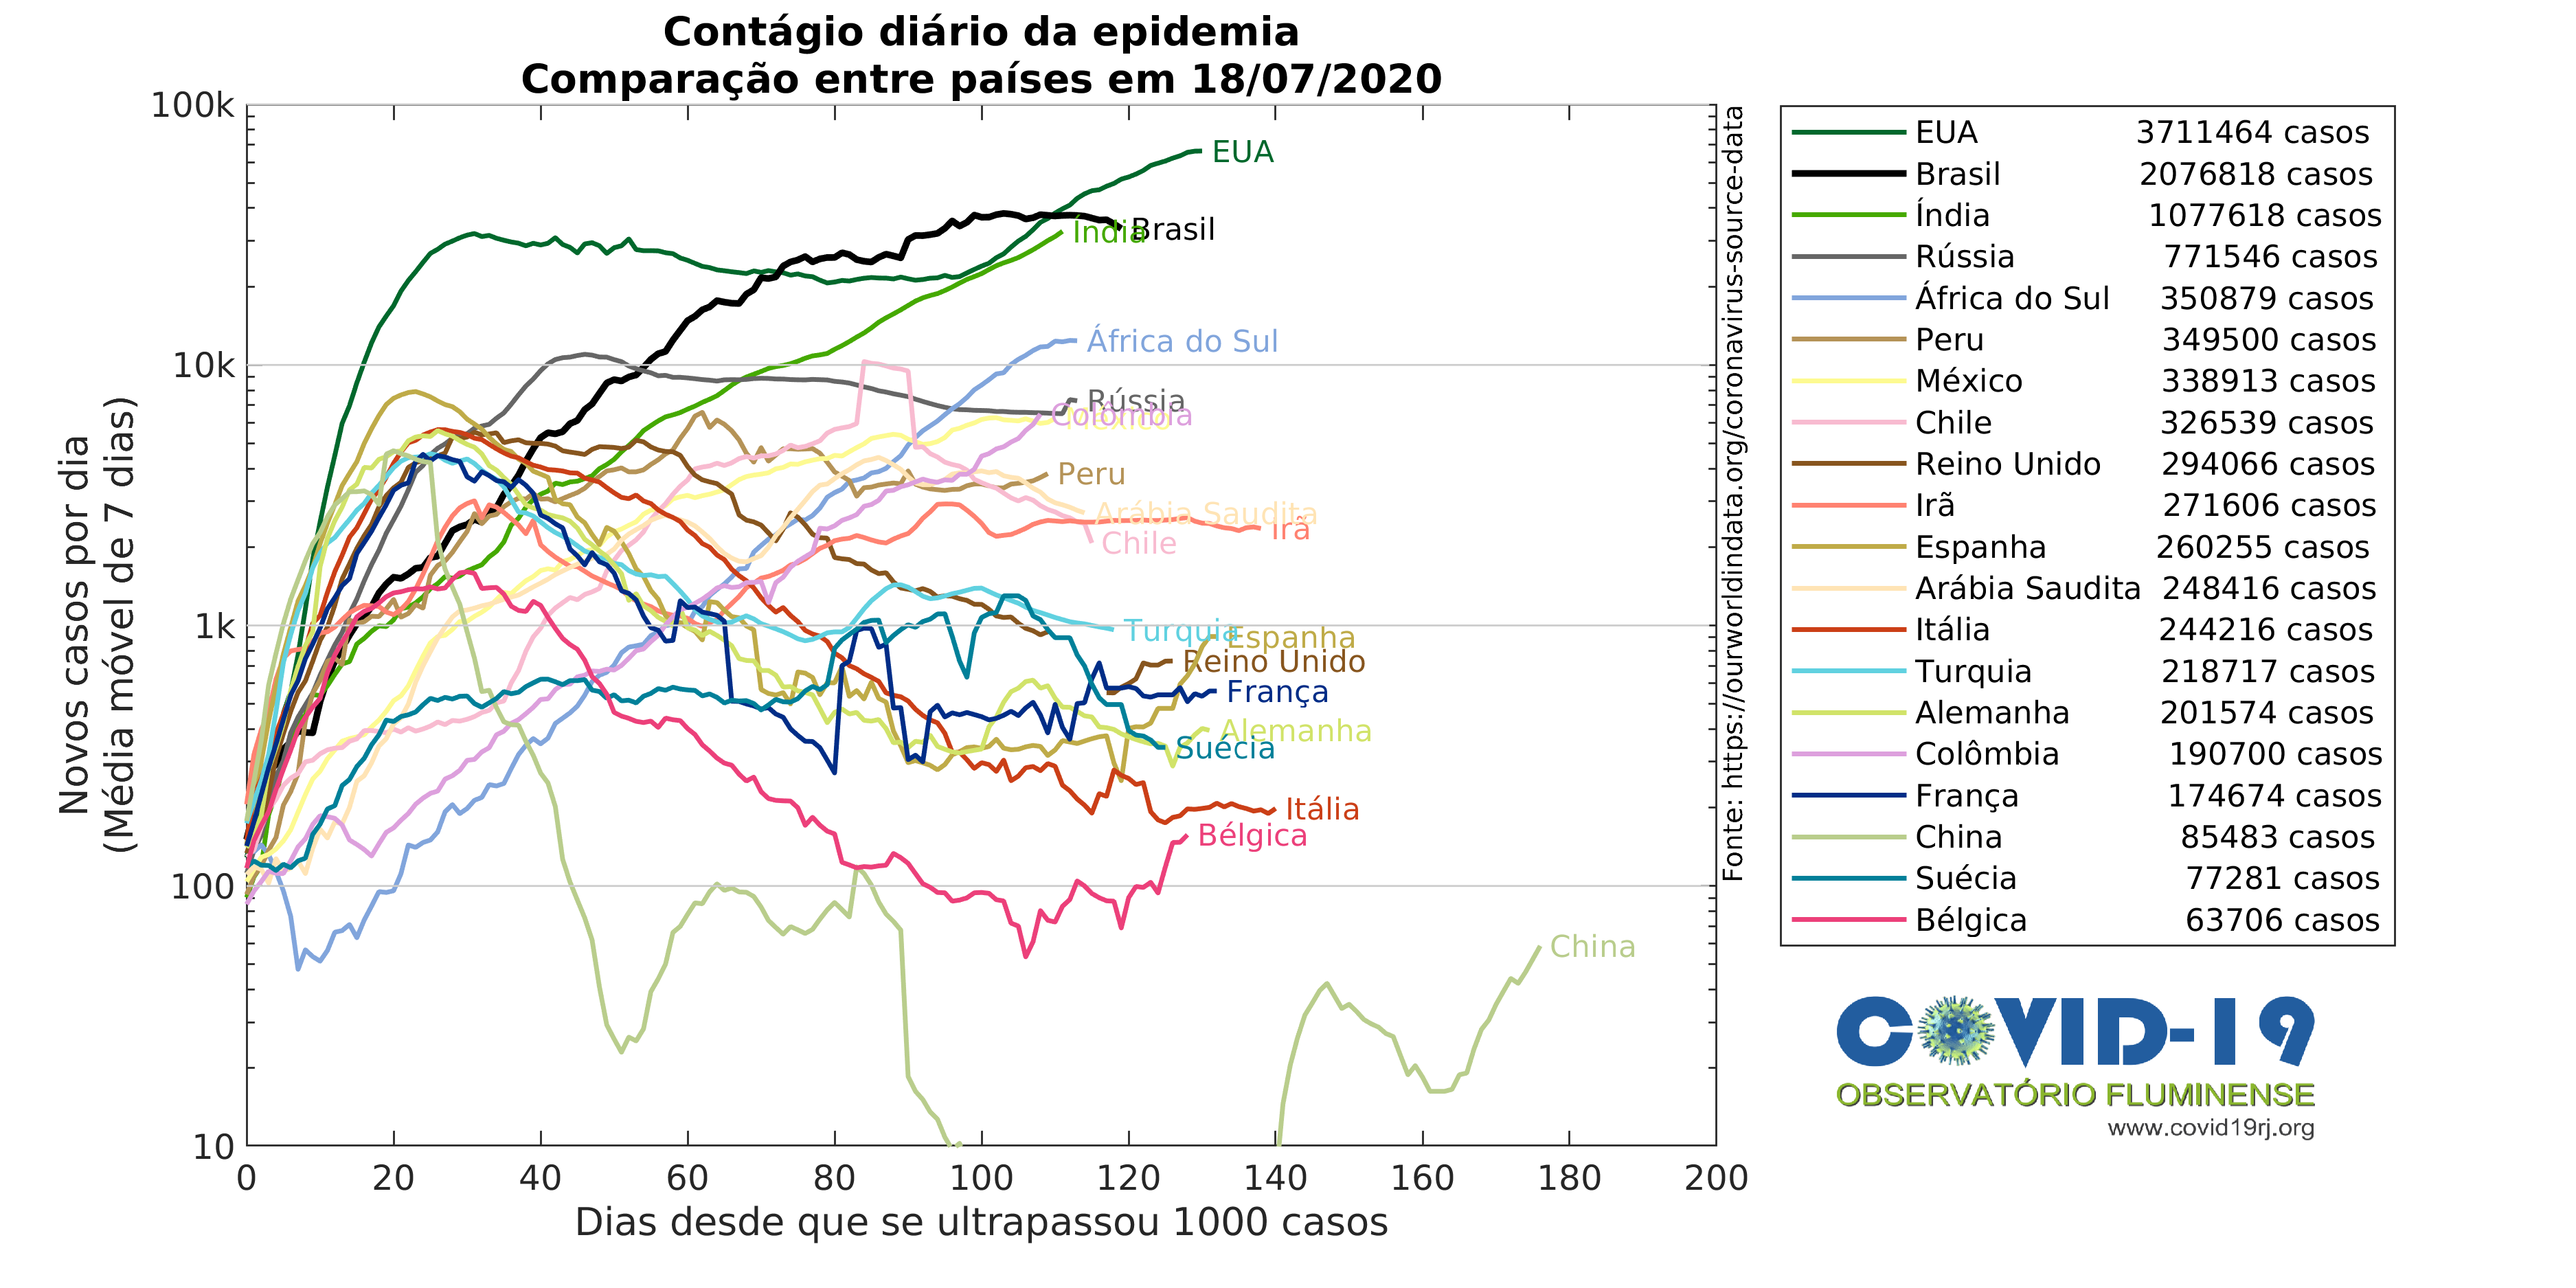 Contágio diário da epidemia
Comparação entre países em 18/07/2020
Novos casos por dia
(Média móvel de 7 dias)
100k
10k
1k
100
10
0 20 40 60 80 100 120 140 160 180 200
Dias desde que se ultrapassou 1000 casos
EUA
Brasil
Índia
África do Sul
Rússia
Colômbia
México
Peru
Arábia Saudita
Irã
Chile
Turquia
Espanha
Reino Unido
França
Alemanha
Suécia
Itália
Bélgica
China
Fonte: https://ourworldindata.org/coronavirus-source-data
EUA 3711464 casos
Brasil 2076818 casos
Índia 1077618 casos
Rússia 771546 casos
África do Sul 350879 casos
Peru 349500 casos
México 338913 casos
Chile 326539 casos
Reino Unido 294066 casos
Irã 271606 casos
Espanha 260255 casos
Arábia Saudita 248416 casos
Itália 244216 casos
Turquia 218717 casos
Alemanha 201574 casos
Colômbia 190700 casos
França 174674 casos
China 85483 casos
Suécia 77281 casos
Bélgica 63706 casos
COVID-19
OBSERVATÓRIO FLUMINENSE
www.covid19rj.org